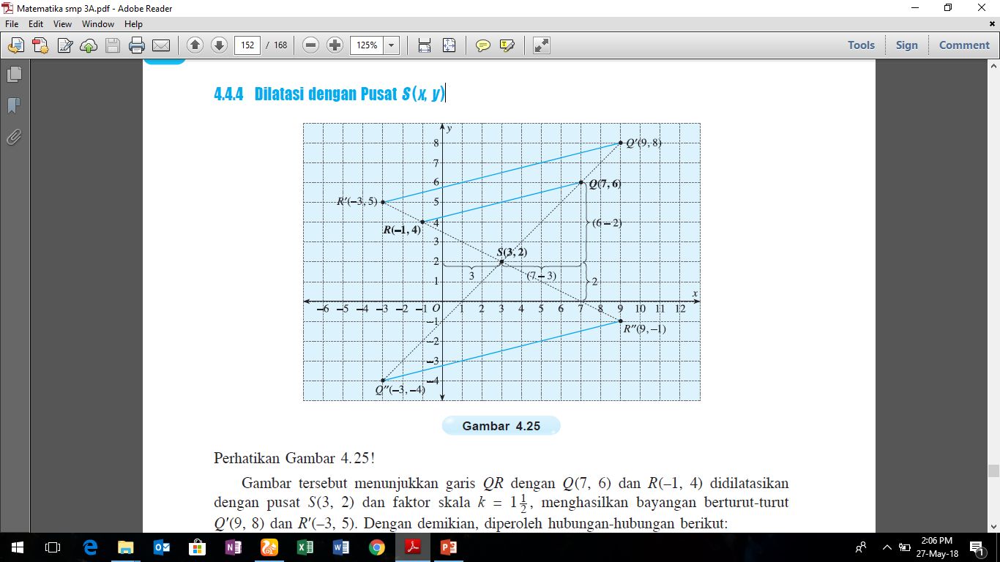 Matematika smp 3A.pdf - Adobe Reader
File Edit View Window Help
152 / 168 125% Tools Sign Comment
4.4.4 Dilatasi dengan Pusat S(x, y)
y
8 Q′(9, 8)
7
6 Q(7, 6)
R′(–3, 5) 5
4 (6 – 2)
R(–1, 4)
3
S(3, 2)
2
3 (7 – 3) 2
1
x
–6 –5 –4 –3 –2 –1 O 1 2 3 4 5 6 7 8 9 10 11 12
–1 R″(9, –1)
–2
–3
–4
Q″(–3, –4)
Gambar 4.25
Perhatikan Gambar 4.25!
Gambar tersebut menunjukkan garis QR dengan Q(7, 6) dan R(–1, 4) didilatasikan
dengan pusat S(3, 2) dan faktor skala k = 1 1/2, menghasilkan bayangan berturut-turut
Q′(9, 8) dan R′(–3, 5). Dengan demikian, diperoleh hubungan-hubungan berikut:
2:06 PM
27-May-18
1